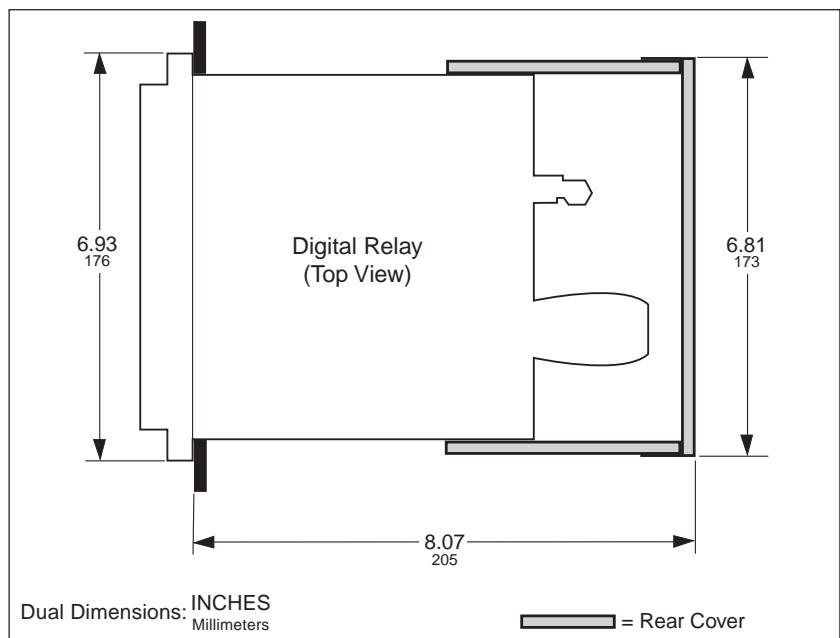 Digital Relay
(Top View)
6.93
176
6.81
173
8.07
205
Dual Dimensions: INCHES
Millimeters
= Rear Cover